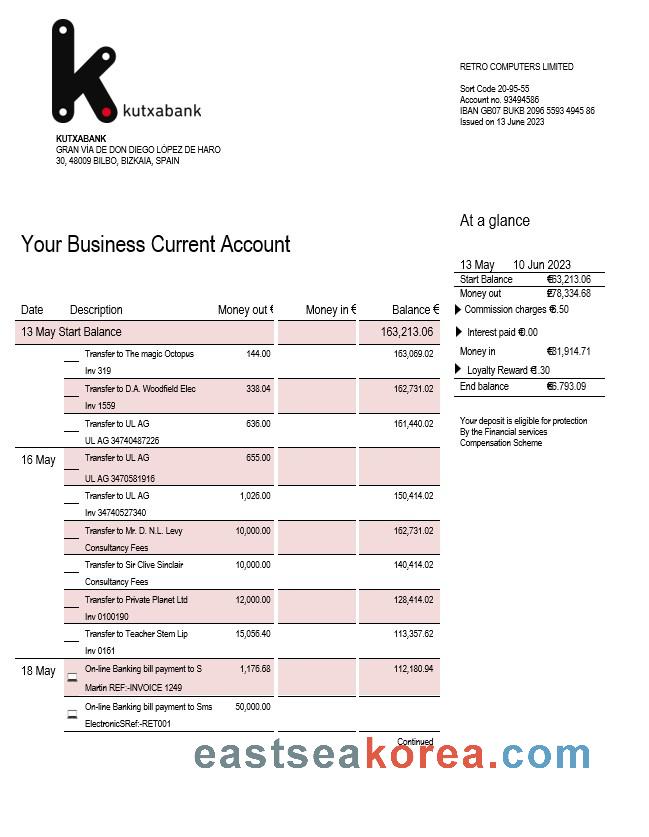 kutxabank
KUTXABANK
GRAN VÍA DE DON DIEGO LÓPEZ DE HARO
30, 48009 BILBO, BIZKAIA, SPAIN
RETRO COMPUTERS LIMITED
Sort Code 20-95-55
Account no. 93494586
IBAN GB07 BUKB 2096 5593 4945 86
Issued on 13 June 2023
At a glance
Your Business Current Account
13 May 10 Jun 2023
Start Balance €63,213.06
Money out €78,334.68
Commission charges €6.50
Interest paid €0.00
Money in €31,914.71
Loyalty Reward €1.30
End balance €6.793.09
Your deposit is eligible for protection
By the Financial services
Compensation Scheme
Date Description Money out € Money in € Balance €
13 May Start Balance 163,213.06
Transfer to The magic Octopus 144.00 163,069.02
Inv 319
Transfer to D.A. Woodfield Elec 338.04 162,731.02
Inv 1559
Transfer to UL AG 636.00 161,440.02
UL AG 34740487226
16 May Transfer to UL AG 655.00
UL AG 3470581916
Transfer to UL AG 1,026.00 150,414.02
Inv 34740527340
Transfer to Mr. D. N.L. Levy 10,000.00 162,731.02
Consultancy Fees
Transfer to Sir Clive Sinclair 10,000.00 140,414.02
Consultancy Fees
Transfer to Private Planet Ltd 12,000.00 128,414.02
Inv 0100190
Transfer to Teacher Stem Lip 15,056.40 113,357.62
Inv 0161
18 May On-line Banking bill payment to S 1,176.68 112,180.94
Martin REF:-INVOICE 1249
On-line Banking bill payment to Sms 50,000.00
ElectronicSRef:-RET001
Continued
eastseakorea.com